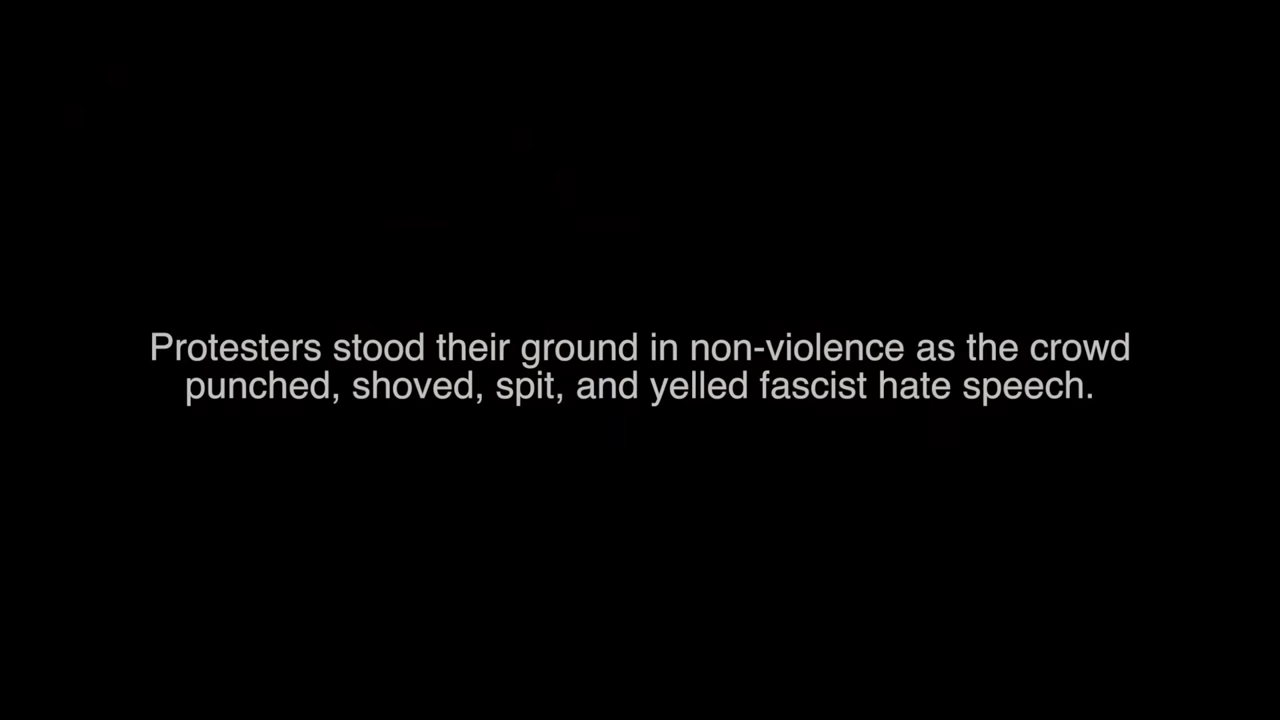 Protesters stood their ground in non-violence as the crowd
punched, shoved, spit, and yelled fascist hate speech.